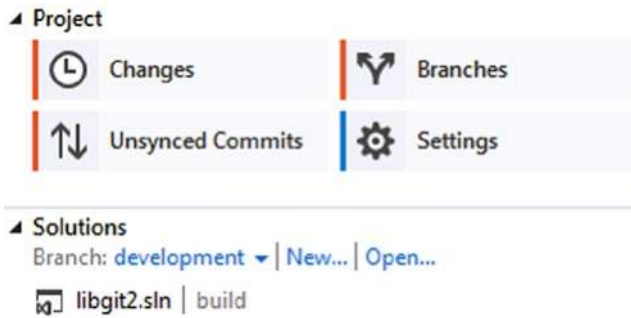 Project
Changes
Branches
Unsynced Commits
Settings
Solutions
Branch: development | New... | Open...
libgit2.sln | build